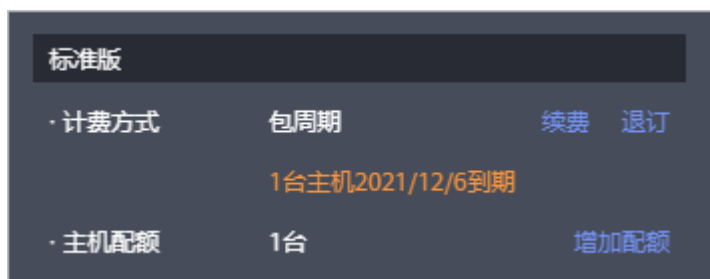 标准版
· 计费方式 包周期 续费 退订
1台主机2021/12/6到期
· 主机配额 1台 增加配额